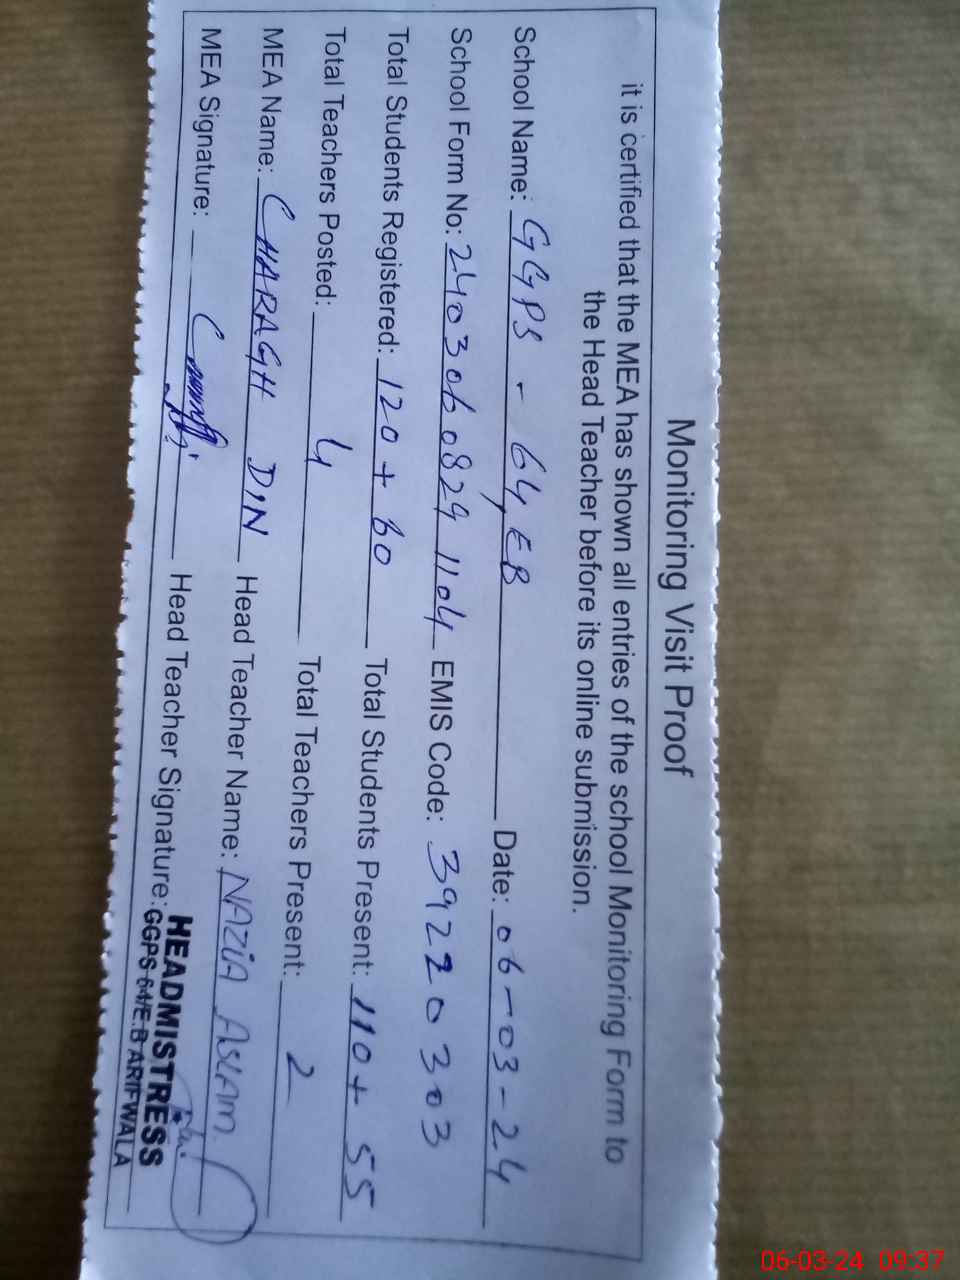 Monitoring Visit Proof
it is certified that the MEA has shown all entries of the school Monitoring Form to
the Head Teacher before its online submission.
School Name: GGPS - 64/EB Date: 06-03-24
School Form No: 24030608291104 EMIS Code: 39220303
Total Students Registered: 120 + 60 Total Students Present: 110 + 55
Total Teachers Posted: 4 Total Teachers Present: 2
MEA Name: CHARAGH DIN Head Teacher Name: NAZIA ASLAM.
MEA Signature: Head Teacher Signature:
HEADMISTRESS
GGPS 64/E.B ARIFWALA
06-03-24 09:37